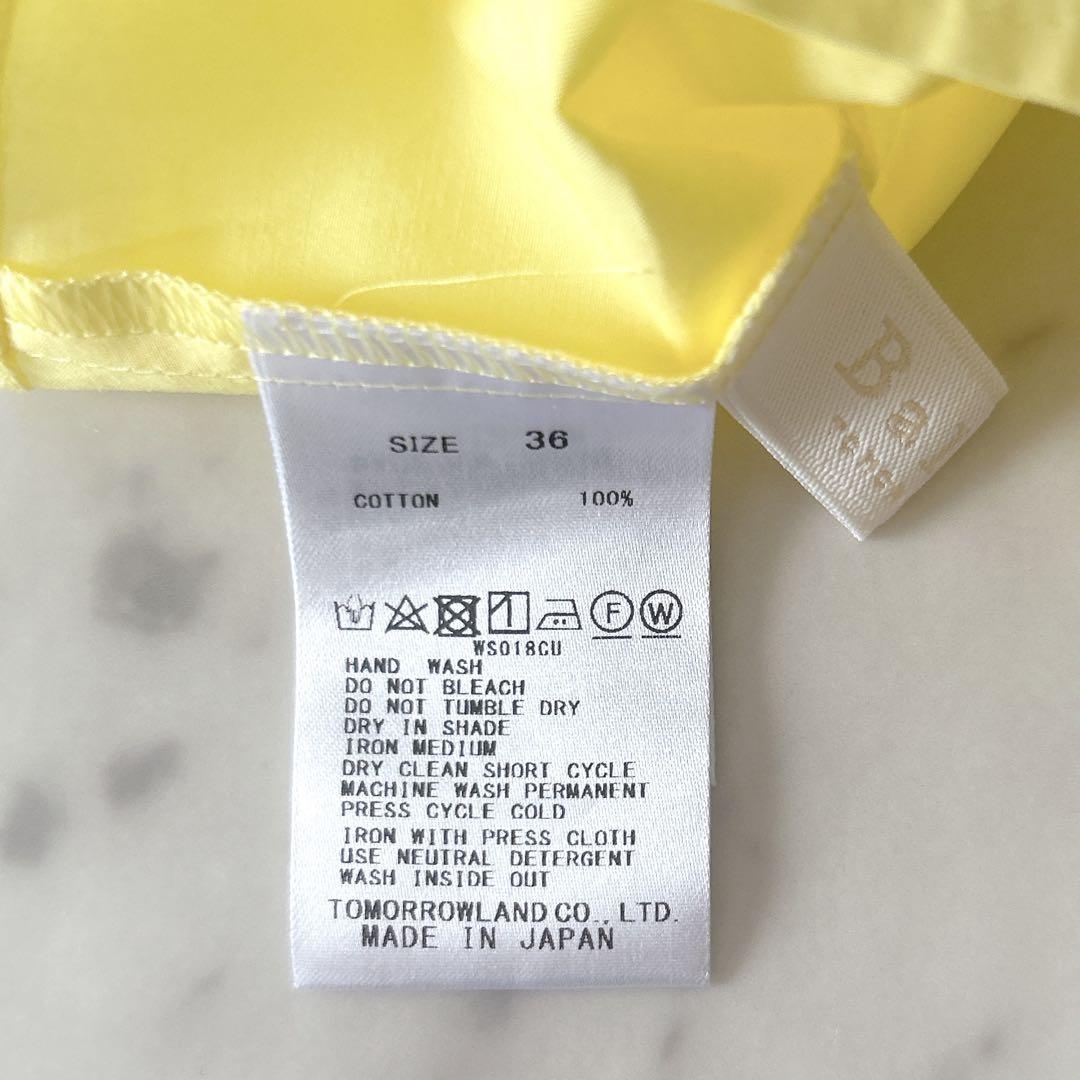 SIZE 36
COTTON 100%
F W
WS018CU
HAND WASH
DO NOT BLEACH
DO NOT TUMBLE DRY
DRY IN SHADE
IRON MEDIUM
DRY CLEAN SHORT CYCLE
MACHINE WASH PERMANENT
PRESS CYCLE COLD
IRON WITH PRESS CLOTH
USE NEUTRAL DETERGENT
WASH INSIDE OUT
TOMORROWLAND CO., LTD.
MADE IN JAPAN